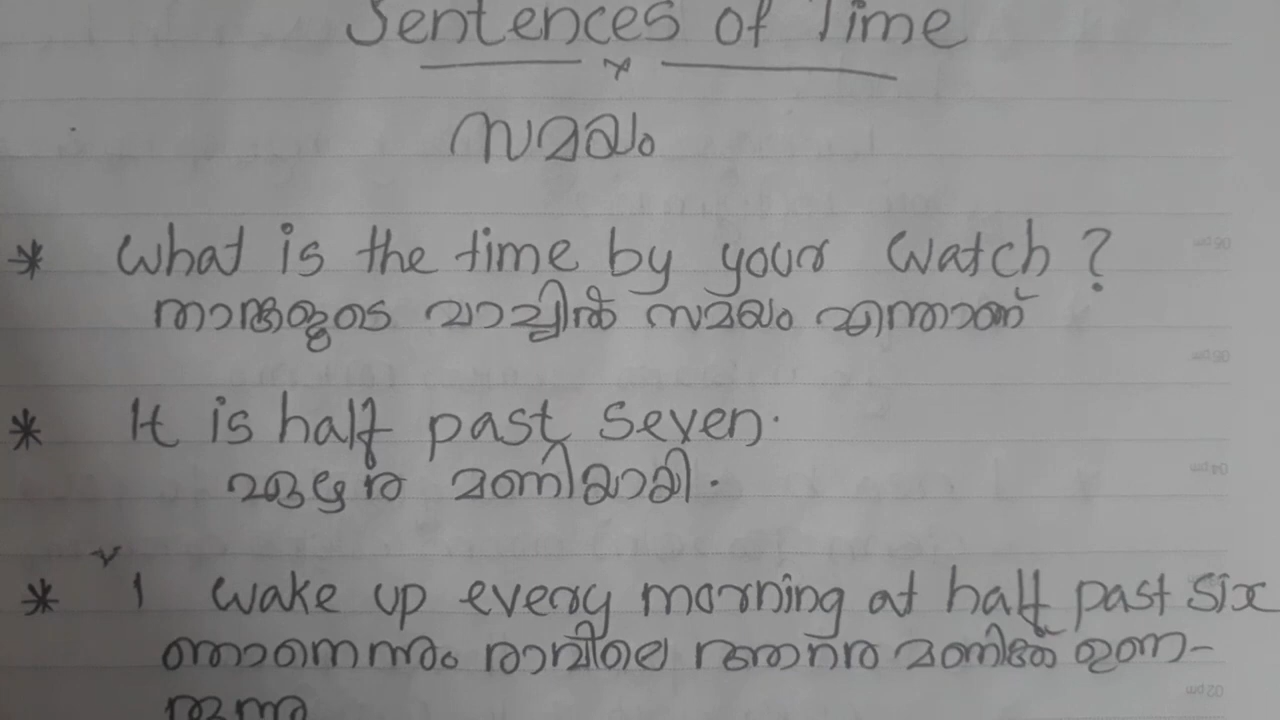 Sentences of Time
സമയം
* What is the time by your watch ?
താങ്കളുടെ വാച്ചിൽ സമയം എന്താണ്
* It is half past seven.
ഏഴര മണിയായി.
* I wake up every morning at half past six
ഞാനെന്നും രാവിലെ ആറര മണിക്ക് ഉണ-
രുന്നു